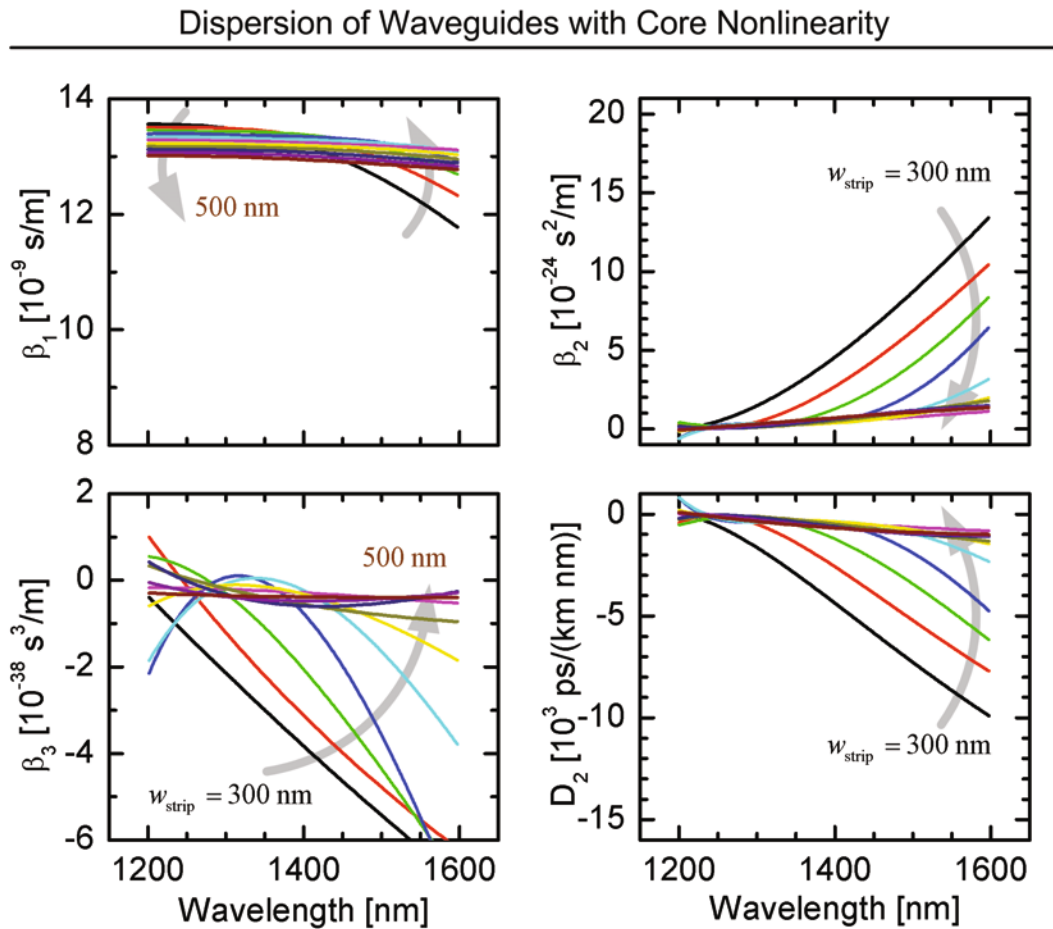 Dispersion of Waveguides with Core Nonlinearity
14
12
10
8
β₁ [10⁻⁹ s/m]
500 nm
20
15
10
5
0
β₂ [10⁻²⁴ s²/m]
w_strip = 300 nm
2
0
-2
-4
-6
β₃ [10⁻³⁸ s³/m]
500 nm
w_strip = 300 nm
1200
1400
1600
Wavelength [nm]
0
-5
-10
-15
D₂ [10³ ps/(km nm)]
w_strip = 300 nm
1200
1400
1600
Wavelength [nm]